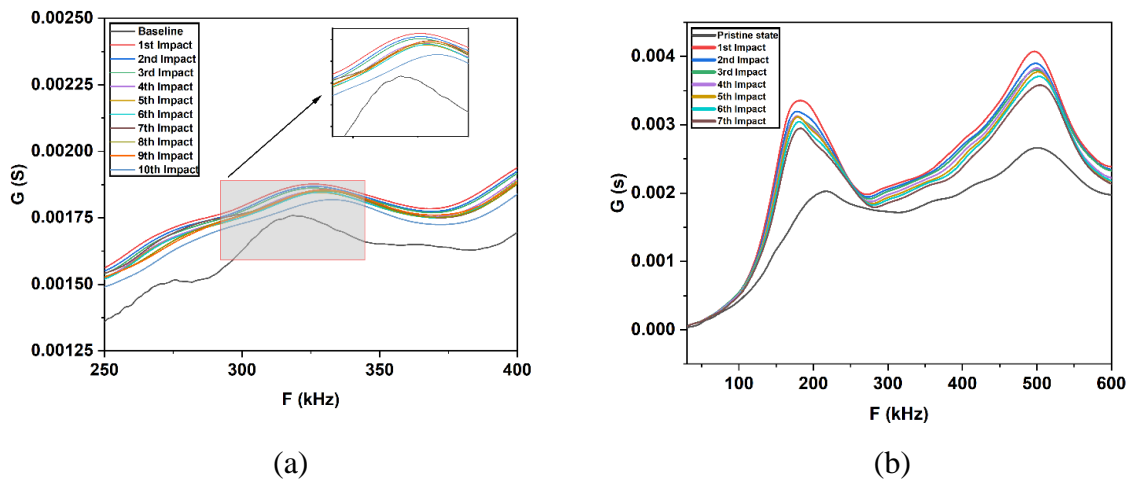 0.00250
0.00225
0.00200
0.00175
0.00150
0.00125
G (S)
Baseline
1st Impact
2nd Impact
3rd Impact
4th Impact
5th Impact
6th Impact
7th Impact
8th Impact
9th Impact
10th Impact
250 300 350 400
F (kHz)
(a)
0.004
0.003
0.002
0.001
0.000
G (s)
Pristine state
1st Impact
2nd Impact
3rd Impact
4th Impact
5th Impact
6th Impact
7th Impact
100 200 300 400 500 600
F (kHz)
(b)